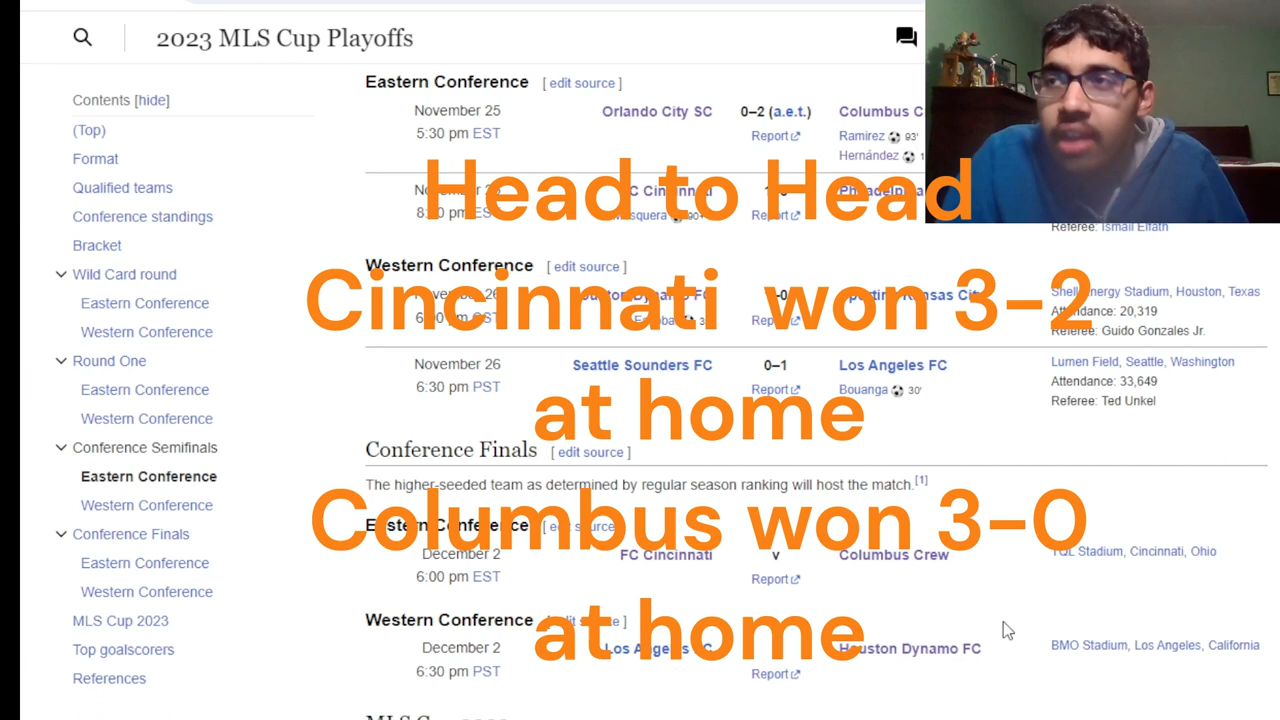 2023 MLS Cup Playoffs
Contents [hide]
(Top)
Format
Qualified teams
Conference standings
Bracket
Wild Card round
Eastern Conference
Western Conference
Round One
Eastern Conference
Western Conference
Conference Semifinals
Eastern Conference
Western Conference
Conference Finals
Eastern Conference
Western Conference
MLS Cup 2023
Top goalscorers
References
Eastern Conference [ edit source ]
November 25 Orlando City SC 0–2 (a.e.t.) Columbus C
5:30 pm EST Report Ramirez 93'
Hernández
Head to Head
Referee: Ismail Elfath
Western Conference [ edit source ]
Cincinnati won 3-2
Shell Energy Stadium, Houston, Texas
Attendance: 20,319
Referee: Guido Gonzales Jr.
November 26 Seattle Sounders FC 0–1 Los Angeles FC Lumen Field, Seattle, Washington
6:30 pm PST Report Bouanga 30' Attendance: 33,649
Referee: Ted Unkel
at home
Conference Finals [ edit source ]
The higher-seeded team as determined by regular season ranking will host the match.[1]
Columbus won 3-0
Eastern Conference [ edit source
December 2 FC Cincinnati v Columbus Crew TQL Stadium, Cincinnati, Ohio
6:00 pm EST Report
Western Conference
at home
December 2 Los Angeles FC Houston Dynamo FC BMO Stadium, Los Angeles, California
6:30 pm PST Report